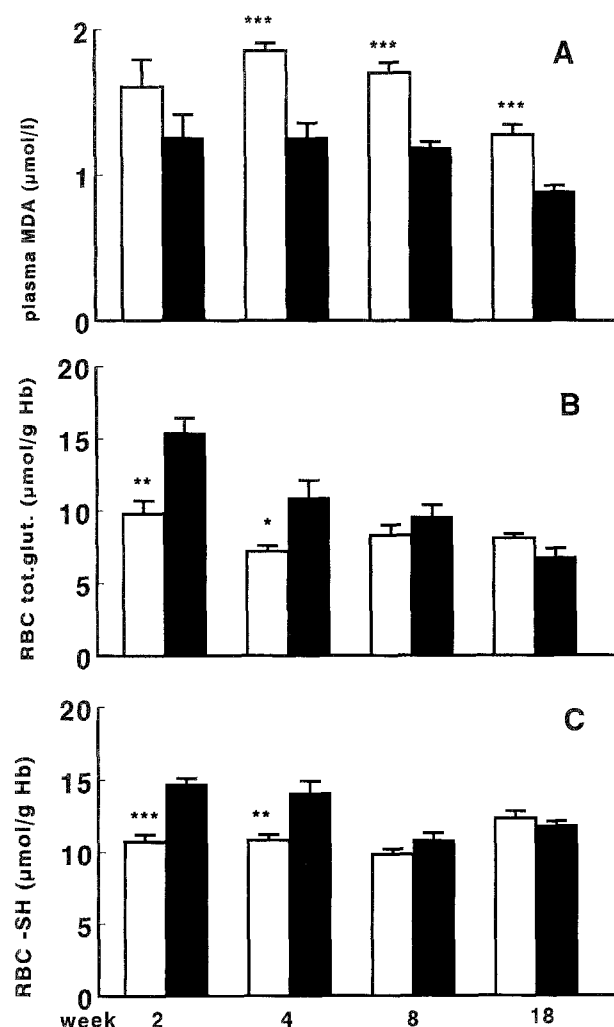 A
plasma MDA (µmol/l)
2
1
0
***
***
***
B
RBC tot.glut. (µmol/g Hb)
20
15
10
5
0
**
*
C
RBC -SH (µmol/g Hb)
20
15
10
5
0
***
**
week 2 4 8 18